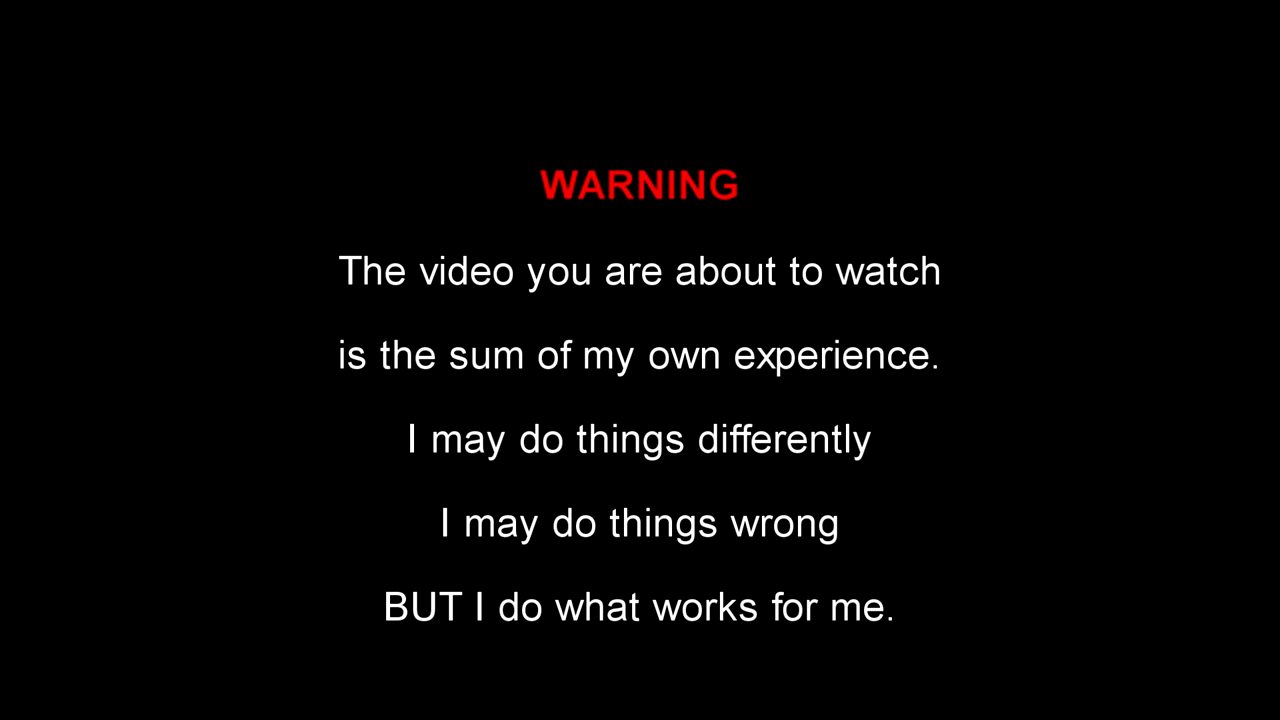 WARNING
The video you are about to watch
is the sum of my own experience.
I may do things differently
I may do things wrong
BUT I do what works for me.